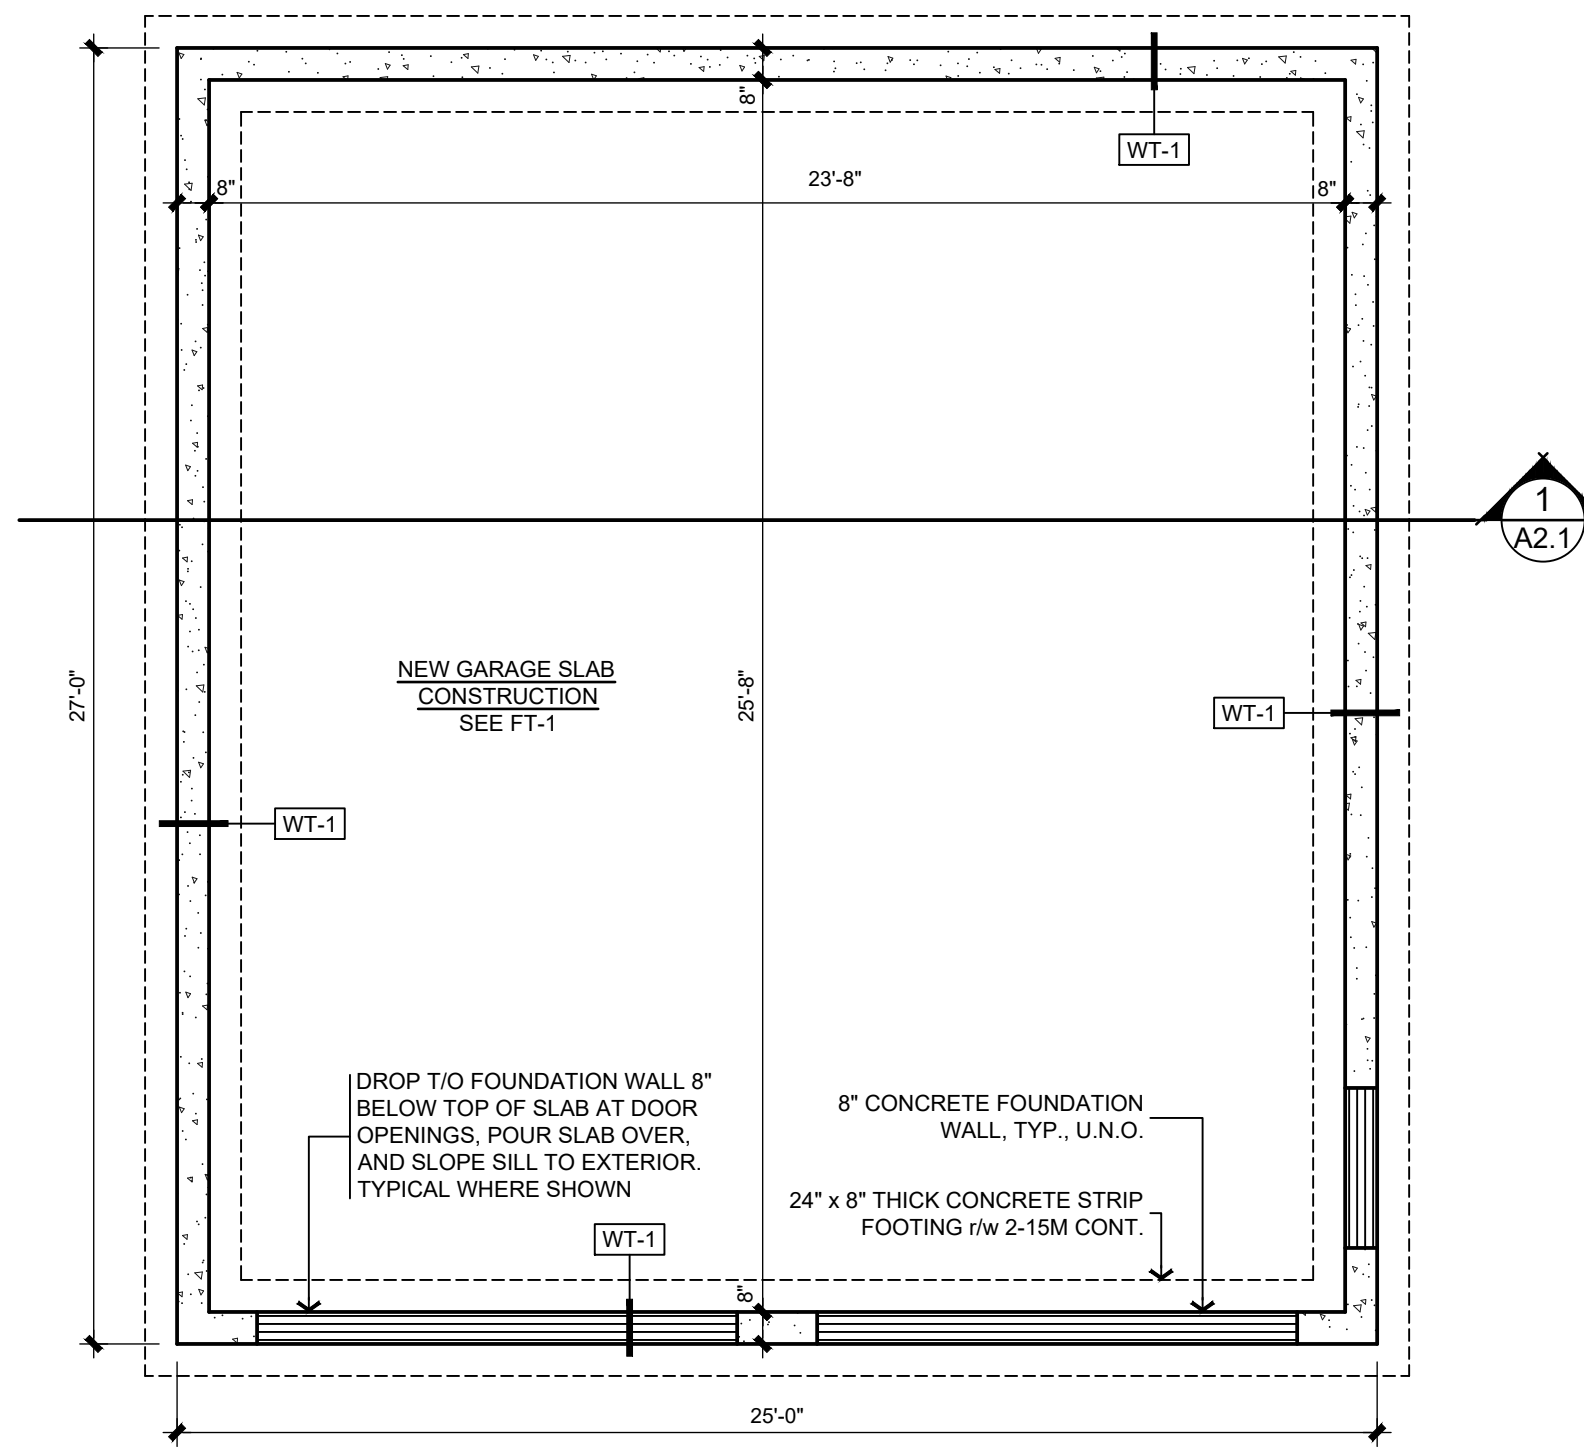 8"
WT-1
8"
23'-8"
8"
1
A2.1
27'-0"
NEW GARAGE SLAB
CONSTRUCTION
SEE FT-1
25'-8"
WT-1
WT-1
DROP T/O FOUNDATION WALL 8"
BELOW TOP OF SLAB AT DOOR
OPENINGS, POUR SLAB OVER,
AND SLOPE SILL TO EXTERIOR.
TYPICAL WHERE SHOWN
8" CONCRETE FOUNDATION
WALL, TYP., U.N.O.
24" x 8" THICK CONCRETE STRIP
FOOTING r/w 2-15M CONT.
WT-1
8"
25'-0"